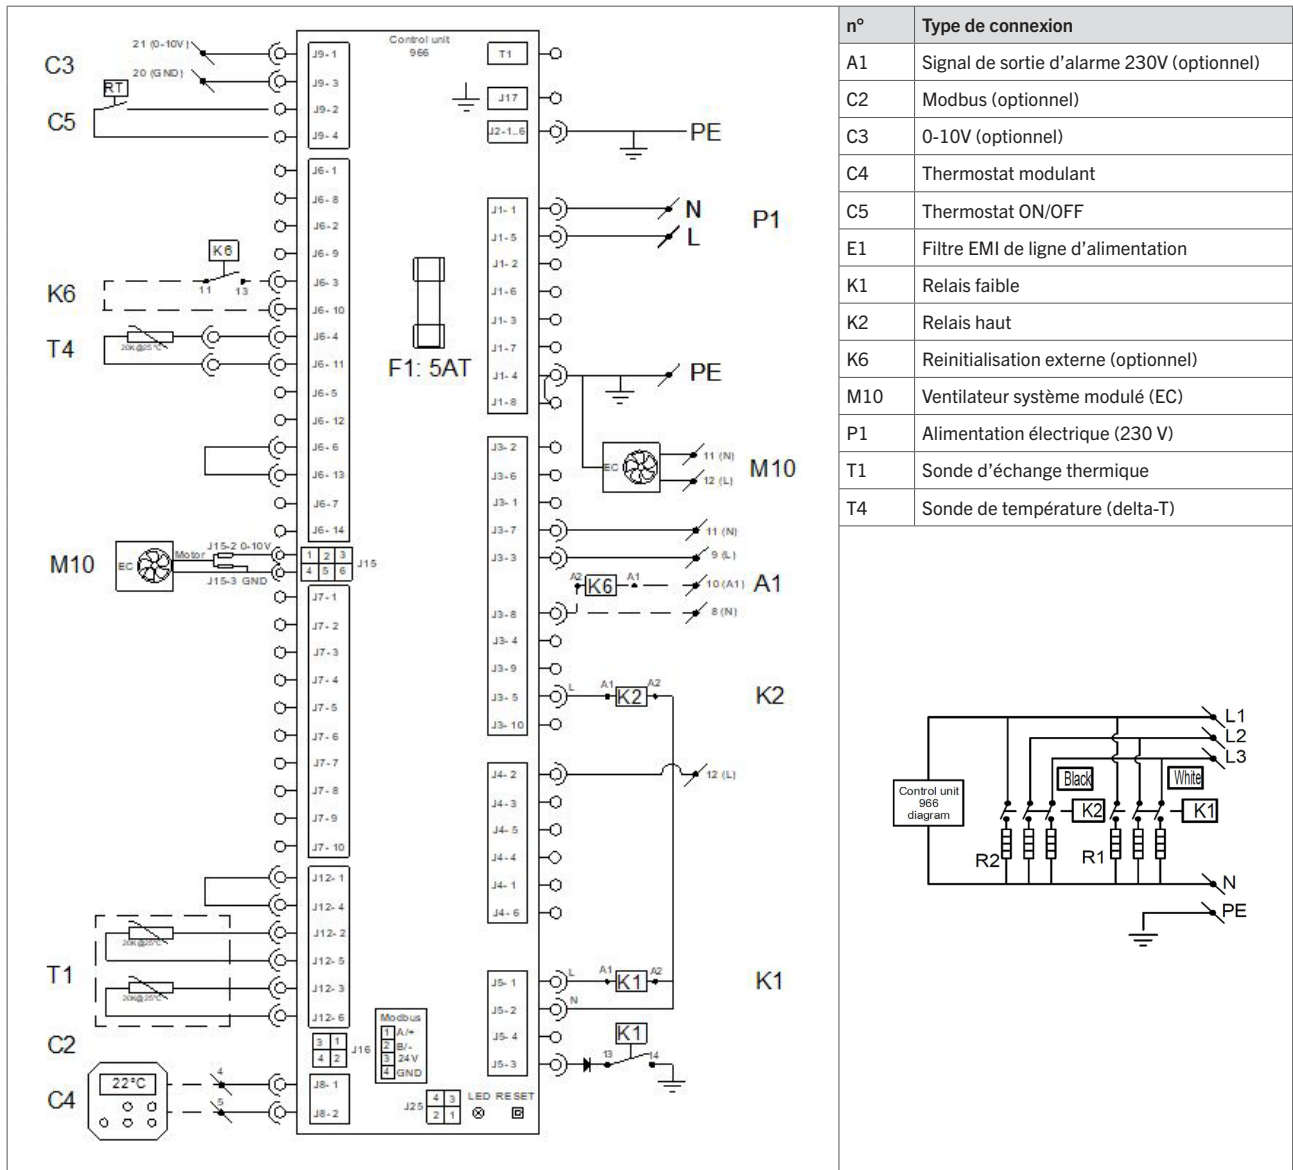 Control unit
966
C3
21 (0-10V)
20 (GND)
RT
C5
J9-1
J9-3
J9-2
J9-4
J6-1
J6-8
J6-2
J6-9
J6-3
J6-10
J6-4
J6-11
J6-5
J6-12
J6-6
J6-13
J6-7
J6-14
K6
K6
11 13
T4
20K@25°C
M10
EC
Motor
J15-2 0-10V
J15-3 GND
1 2 3
4 5 6
J15
J7-1
J7-2
J7-3
J7-4
J7-5
J7-6
J7-7
J7-8
J7-9
J7-10
J12-1
J12-4
J12-2
J12-5
J12-3
J12-6
T1
20K@25°C
20K@25°C
C2
3 1
4 2
J16
Modbus
1 A/+
2 B/-
3 24V
4 GND
C4
22°C
4
5
J8-1
J8-2
J25
4 3
2 1
LED RESET
F1: 5AT
T1
J17
J2-1..6
PE
J1-1
J1-5
J1-2
J1-6
J1-3
J1-7
J1-4
J1-8
N
L
P1
PE
EC
11 (N)
12 (L)
M10
J3-2
J3-6
J3-1
J3-7
J3-3
J3-8
J3-4
J3-9
J3-5
J3-10
11 (N)
9 (L)
A2 K6 A1
10 (A1)
A1
8 (N)
L A1 K2 A2
K2
J4-2
J4-3
J4-5
J4-4
J4-1
J4-6
12 (L)
J5-1
J5-2
J5-4
J5-3
L A1 K1 A2
K1
N
K1
13 14
n° Type de connexion
A1 Signal de sortie d'alarme 230V (optionnel)
C2 Modbus (optionnel)
C3 0-10V (optionnel)
C4 Thermostat modulant
C5 Thermostat ON/OFF
E1 Filtre EMI de ligne d'alimentation
K1 Relais faible
K2 Relais haut
K6 Reinitialisation externe (optionnel)
M10 Ventilateur système modulé (EC)
P1 Alimentation électrique (230 V)
T1 Sonde d'échange thermique
T4 Sonde de température (delta-T)
L1
L2
L3
Black
White
Control unit
966
diagram
K2
K1
R2
R1
N
PE